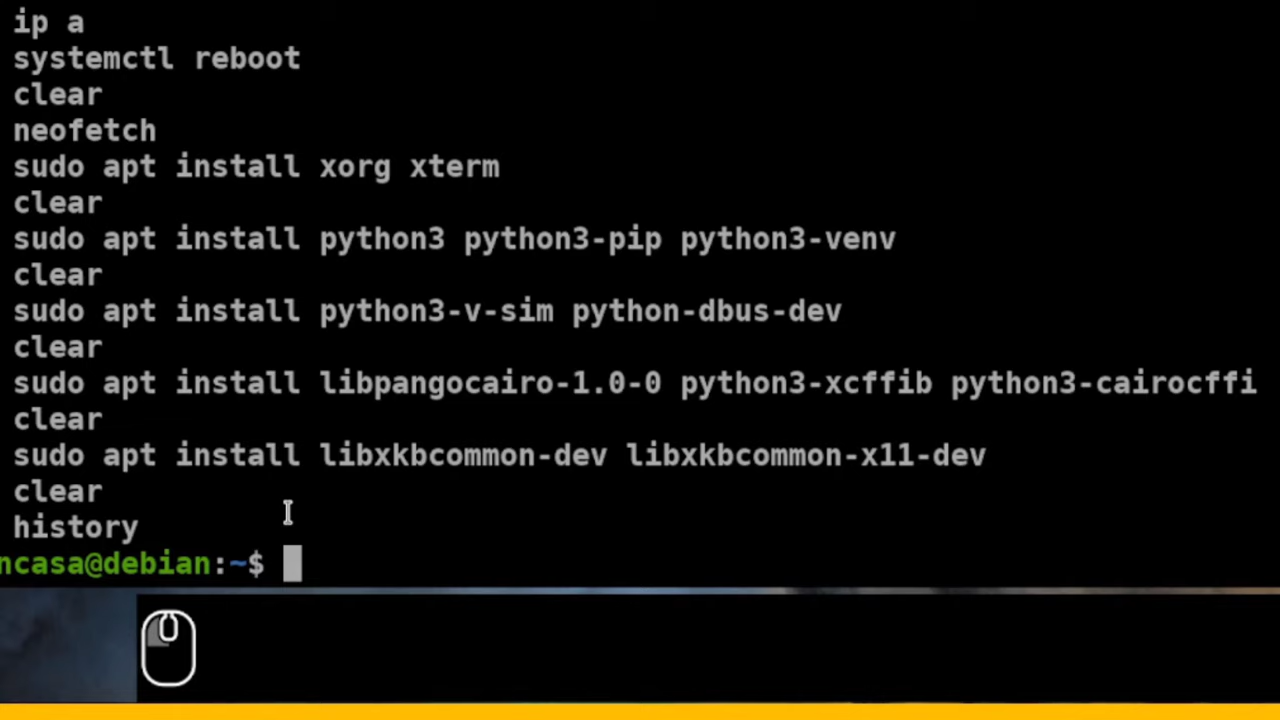 ip a
systemctl reboot
clear
neofetch
sudo apt install xorg xterm
clear
sudo apt install python3 python3-pip python3-venv
clear
sudo apt install python3-v-sim python-dbus-dev
clear
sudo apt install libpangocairo-1.0-0 python3-xcffib python3-cairocffi
clear
sudo apt install libxkbcommon-dev libxkbcommon-x11-dev
clear
history
ncasa@debian:~$